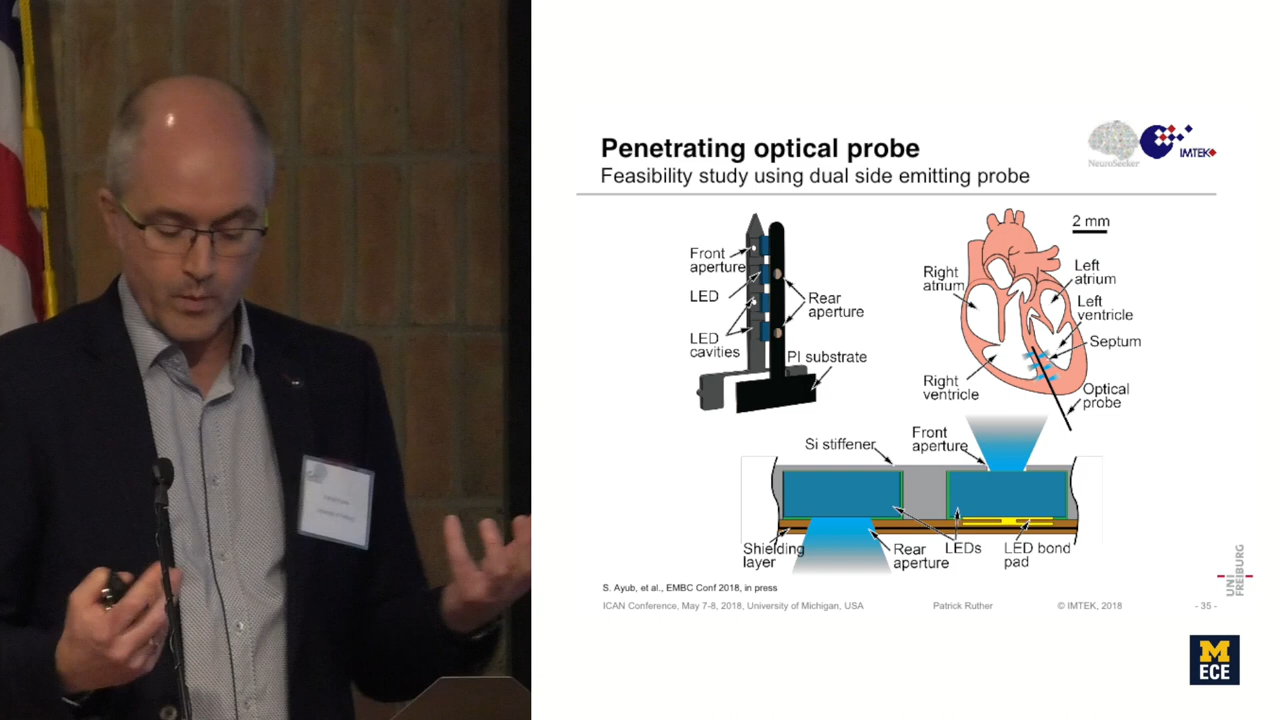 Penetrating optical probe
Feasibility study using dual side emitting probe
NeuroSeeker
IMTEK
Front
aperture
LED
LED
cavities
Rear
aperture
PI substrate
2 mm
Right
atrium
Left
atrium
Left
ventricle
Septum
Right
ventricle
Optical
probe
Si stiffener
Front
aperture
Shielding
layer
Rear
aperture
LEDs
LED bond
pad
S. Ayub, et al., EMBC Conf 2018, in press
ICAN Conference, May 7-8, 2018, University of Michigan, USA
Patrick Ruther
© IMTEK, 2018
- 35 -
UNI
FREIBURG
M
ECE